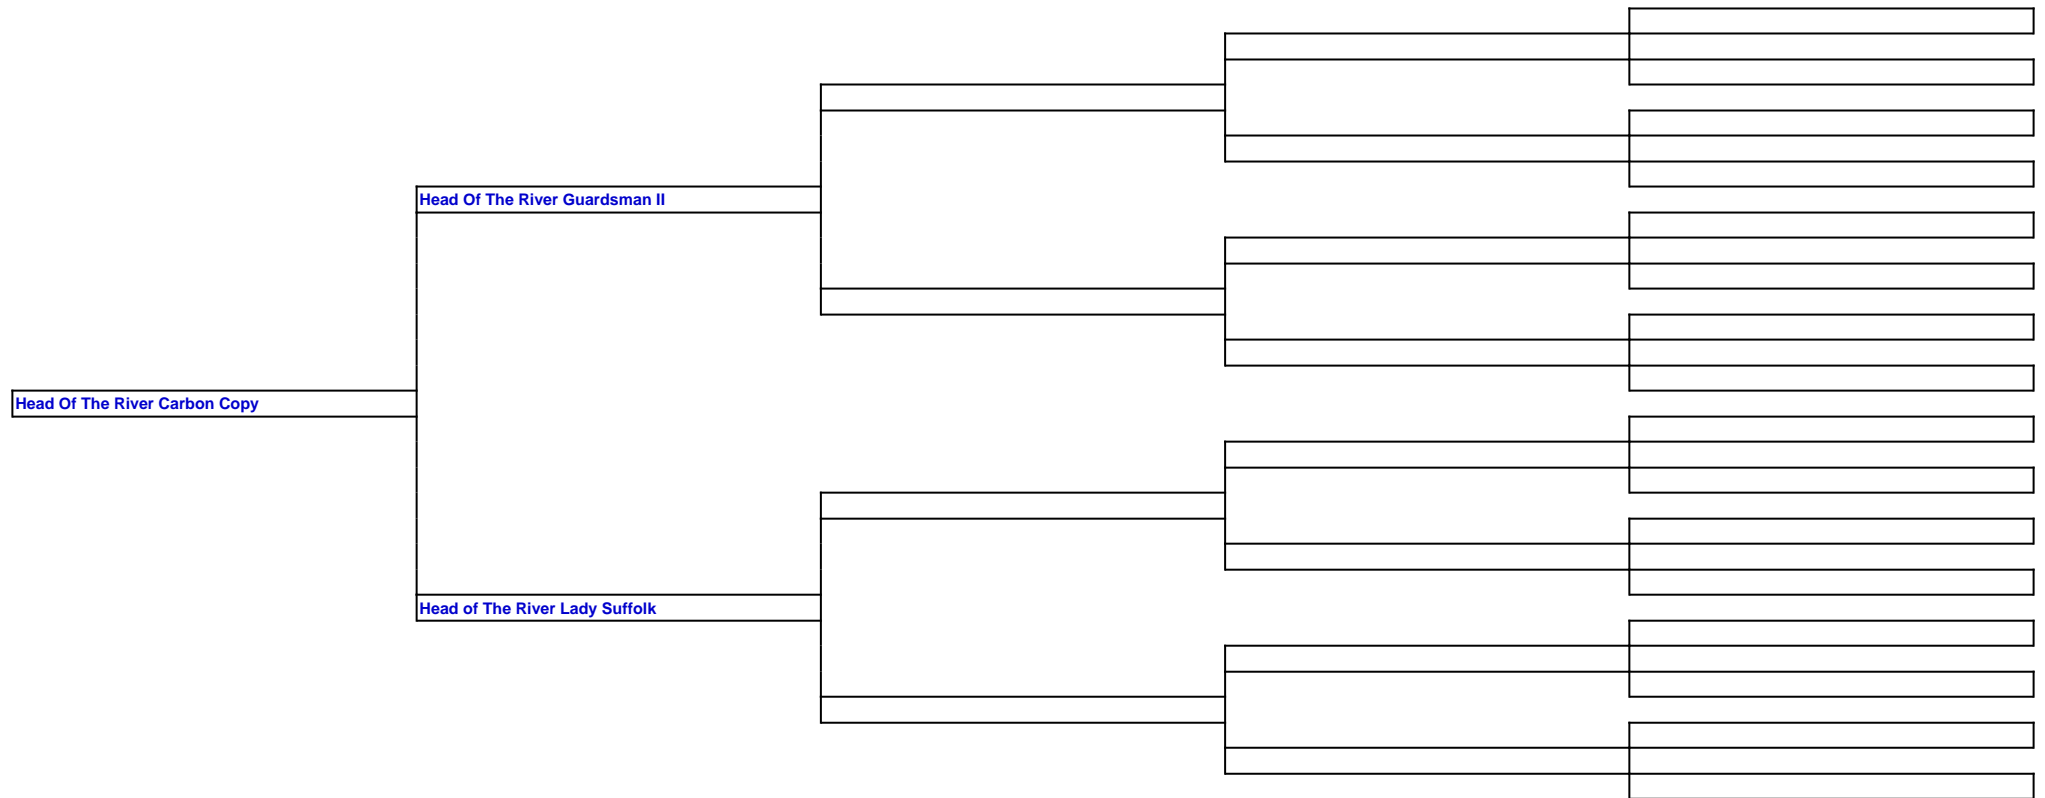 Head Of The River Guardsman II
Head Of The River Carbon Copy
Head of The River Lady Suffolk